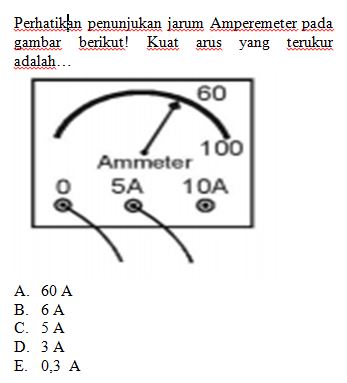 Perhatikan penunjukan jarum Amperemeter pada
gambar berikut! Kuat arus yang terukur
adalah…
60
100
Ammeter
0 5A 10A
A. 60 A
B. 6 A
C. 5 A
D. 3 A
E. 0,3 A